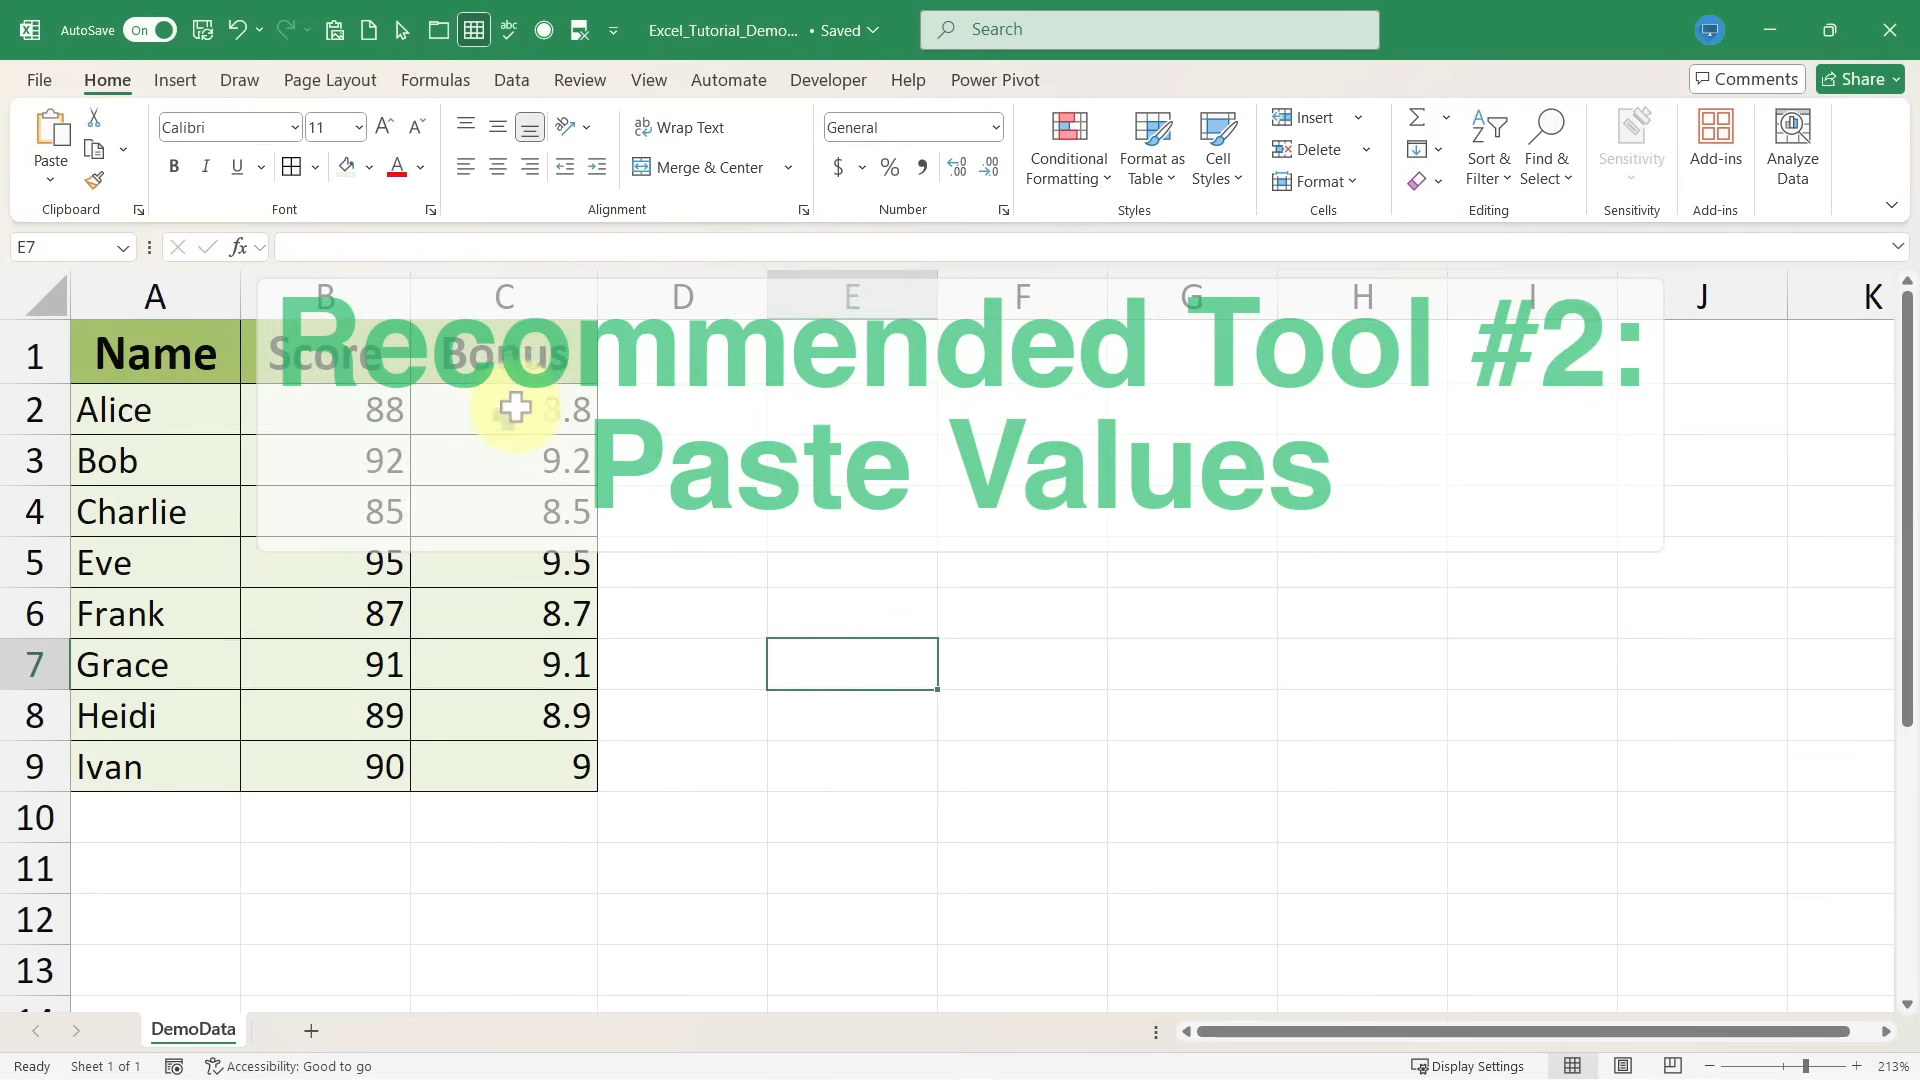 AutoSave On abc Excel_Tutorial_Demo... • Saved Search
File Home Insert Draw Page Layout Formulas Data Review View Automate Developer Help Power Pivot Comments Share
Paste Calibri 11 A A ab Wrap Text General Conditional Formatting Format as Table Cell Styles Insert Sort & Filter Find & Select Sensitivity Add-ins Analyze Data
B I U A Merge & Center $ % , .00 Delete
Format
Clipboard Font Alignment Number Styles Cells Editing Sensitivity Add-ins
E7 fx
A B C D E F G H I J K
Recommended Tool #2:
Paste Values
1 Name Score Bonus
2 Alice 88 8.8
3 Bob 92 9.2
4 Charlie 85 8.5
5 Eve 95 9.5
6 Frank 87 8.7
7 Grace 91 9.1
8 Heidi 89 8.9
9 Ivan 90 9
10
11
12
13
DemoData
Ready Sheet 1 of 1 Accessibility: Good to go Display Settings 213%